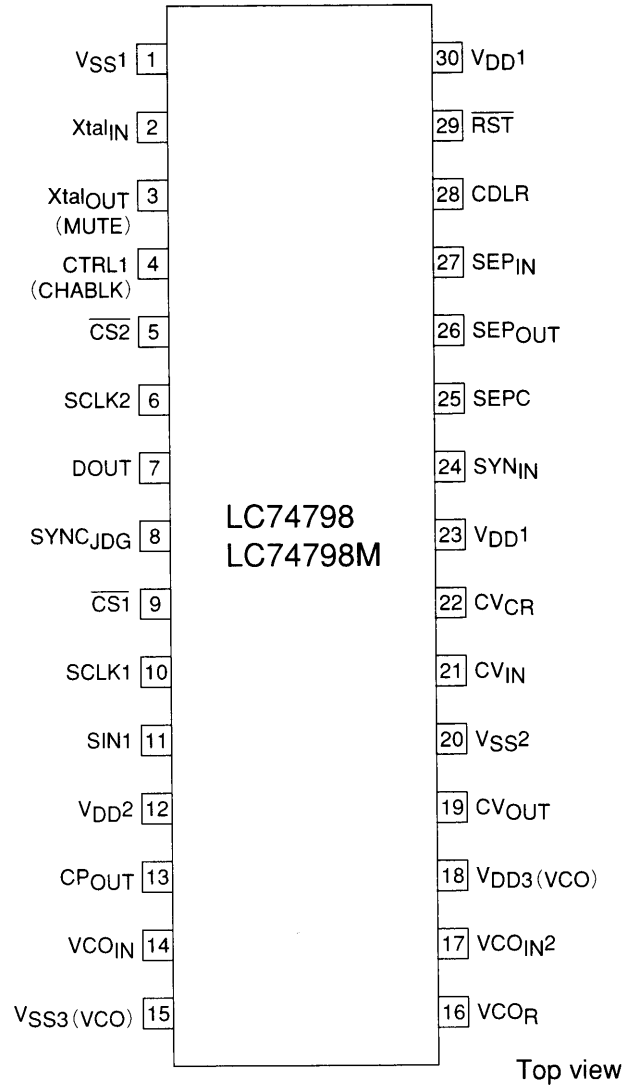 VSS1 1
XtalIN 2
XtalOUT 3
(MUTE)
CTRL1 4
(CHABLK)
C̅S̅2̅ 5
SCLK2 6
DOUT 7
SYNCJDG 8
C̅S̅1̅ 9
SCLK1 10
SIN1 11
VDD2 12
CPOUT 13
VCOIN 14
VSS3(VCO) 15
LC74798
LC74798M
30 VDD1
29 R̅S̅T̅
28 CDLR
27 SEPIN
26 SEPOUT
25 SEPC
24 SYNIN
23 VDD1
22 CVCR
21 CVIN
20 VSS2
19 CVOUT
18 VDD3(VCO)
17 VCOIN2
16 VCOR
Top view